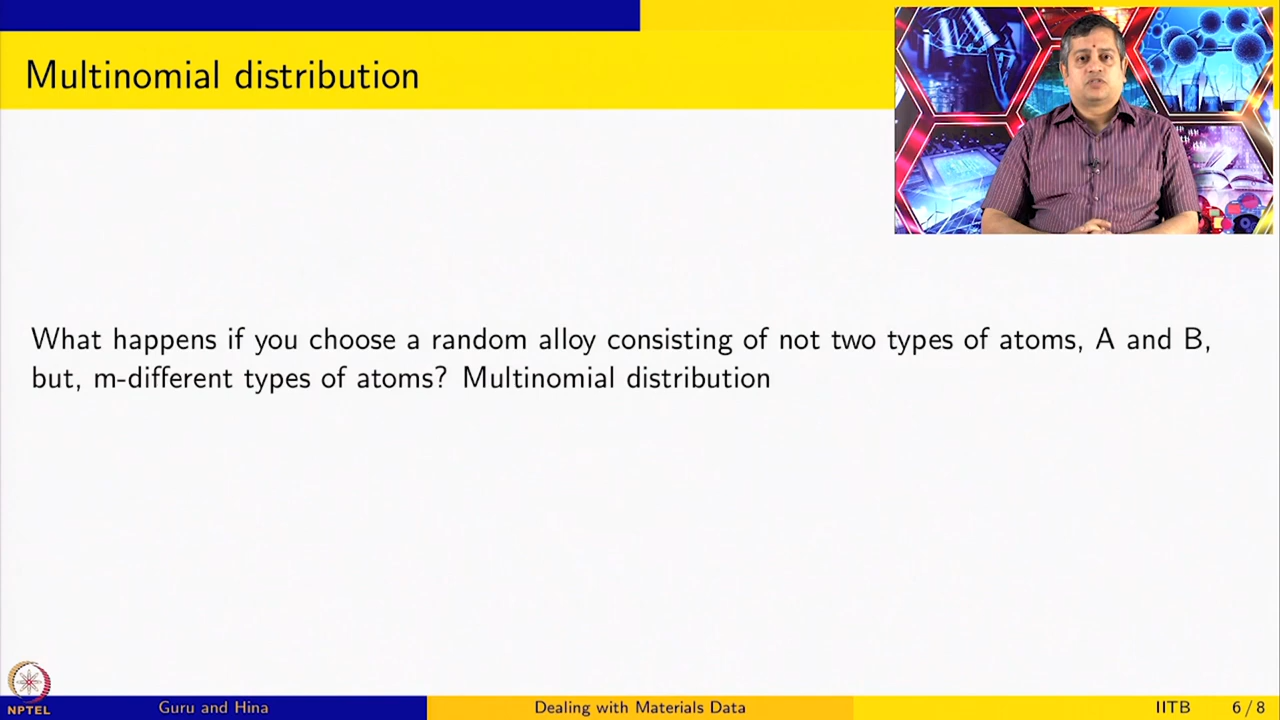 Multinomial distribution
What happens if you choose a random alloy consisting of not two types of atoms, A and B,
but, m-different types of atoms? Multinomial distribution
NPTEL
Guru and Hina
Dealing with Materials Data
IITB
6 / 8